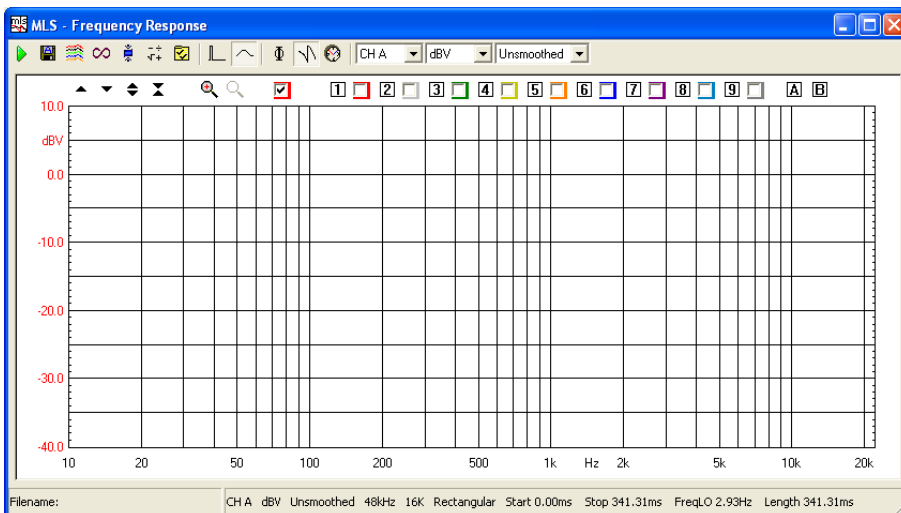 MLS - Frequency Response
CH A dBV Unsmoothed
1 2 3 4 5 6 7 8 9 A B
10.0
dBV
0.0
-10.0
-20.0
-30.0
-40.0
10 20 50 100 200 500 1k Hz 2k 5k 10k 20k
Filename: CH A dBV Unsmoothed 48kHz 16K Rectangular Start 0.00ms Stop 341.31ms FreqLO 2.93Hz Length 341.31ms